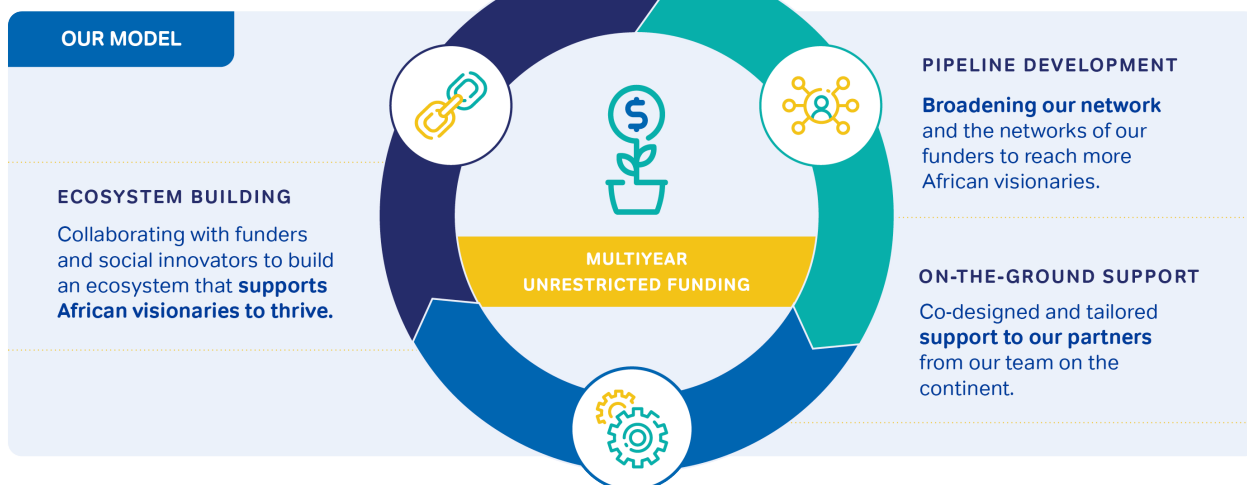 OUR MODEL
ECOSYSTEM BUILDING
Collaborating with funders
and social innovators to build
an ecosystem that supports
African visionaries to thrive.
$
MULTIYEAR
UNRESTRICTED FUNDING
PIPELINE DEVELOPMENT
Broadening our network
and the networks of our
funders to reach more
African visionaries.
ON-THE-GROUND SUPPORT
Co-designed and tailored
support to our partners
from our team on the
continent.